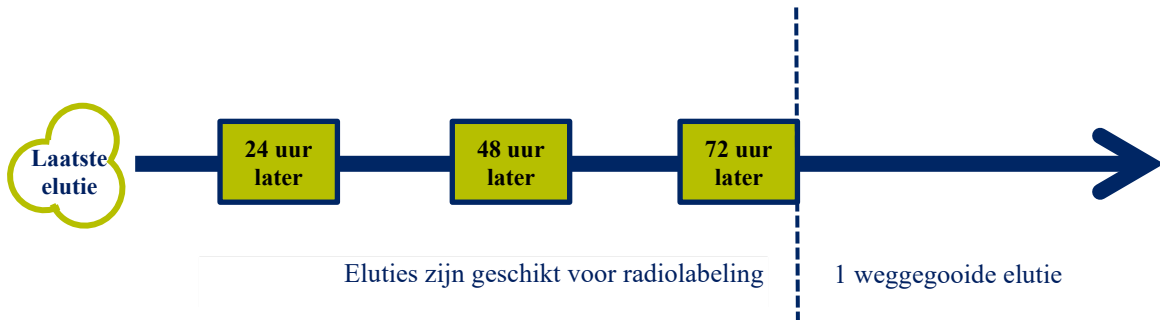 Laatste
elutie
24 uur
later
48 uur
later
72 uur
later
Eluties zijn geschikt voor radiolabeling
1 weggegooide elutie